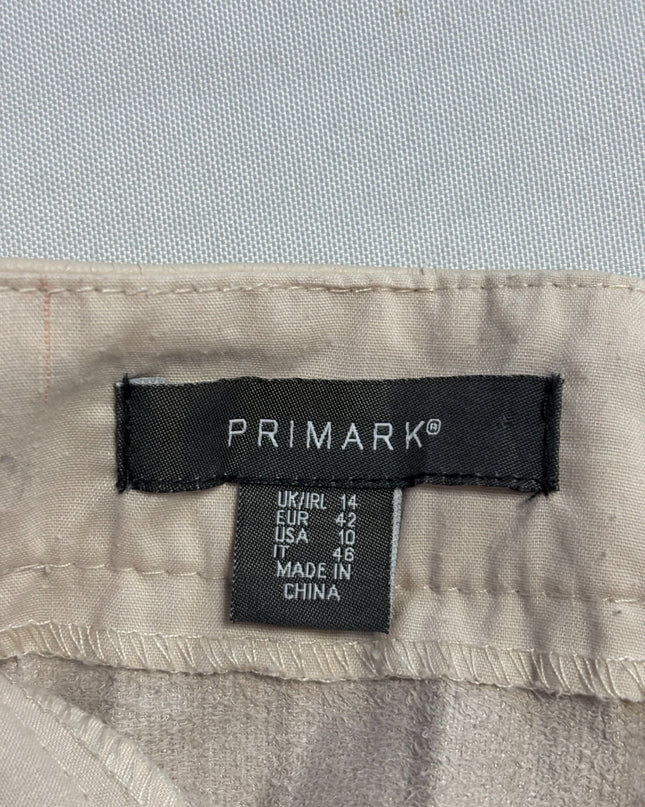 PRIMARK®
UK/IRL 14
EUR 42
USA 10
IT 46
MADE IN
CHINA